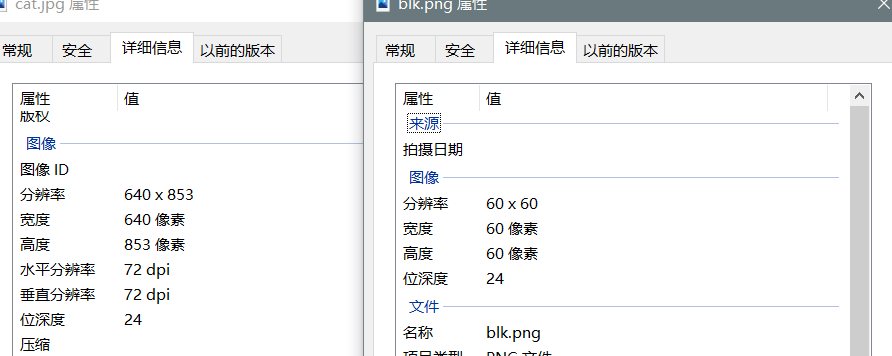 cat.jpg 属性
常规 安全 详细信息 以前的版本
属性 值
版权
图像
图像 ID
分辨率 640 x 853
宽度 640 像素
高度 853 像素
水平分辨率 72 dpi
垂直分辨率 72 dpi
位深度 24
压缩
blk.png 属性
常规 安全 详细信息 以前的版本
属性 值
来源
拍摄日期
图像
分辨率 60 x 60
宽度 60 像素
高度 60 像素
位深度 24
文件
名称 blk.png
项目类型 PNG 文件